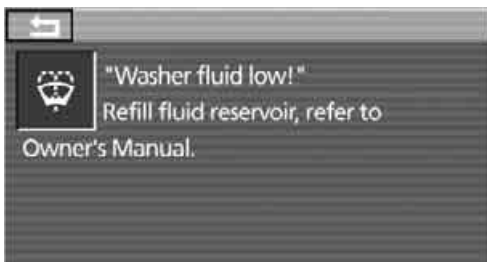 "Washer fluid low!"
Refill fluid reservoir, refer to
Owner's Manual.